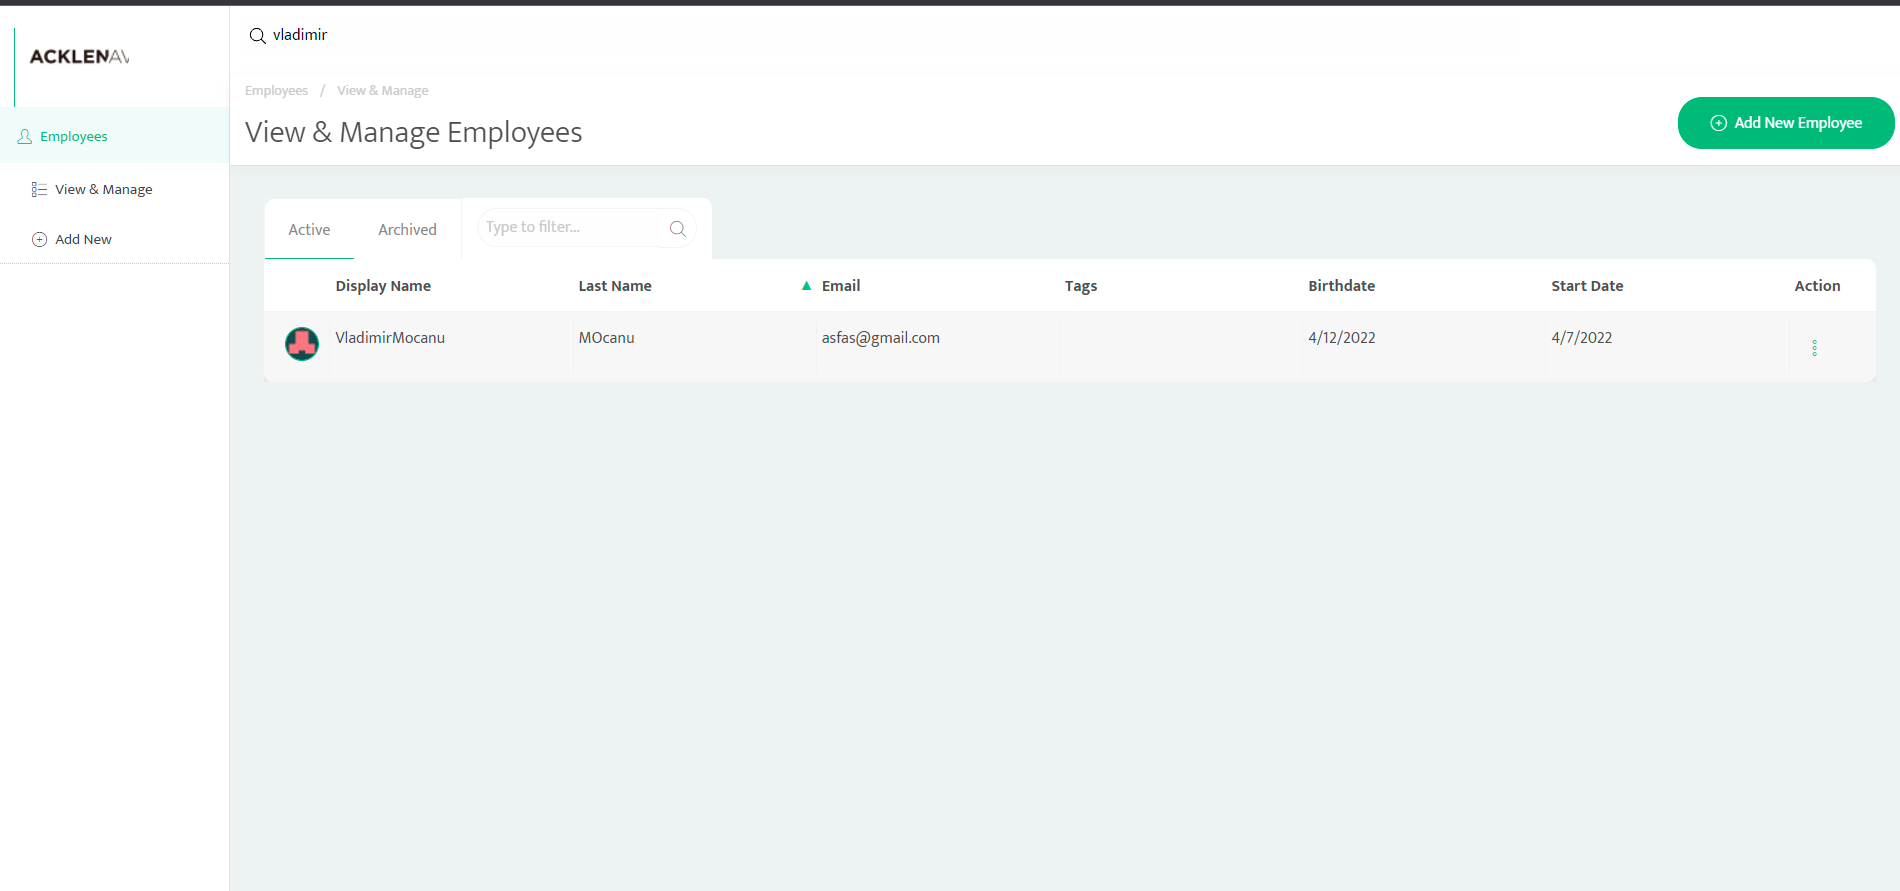 vladimir
ACKLENAV
Employees / View & Manage
View & Manage Employees
Add New Employee
Employees
View & Manage
Add New
Active Archived Type to filter...
Display Name Last Name Email Tags Birthdate Start Date Action
VladimirMocanu MOcanu asfas@gmail.com 4/12/2022 4/7/2022